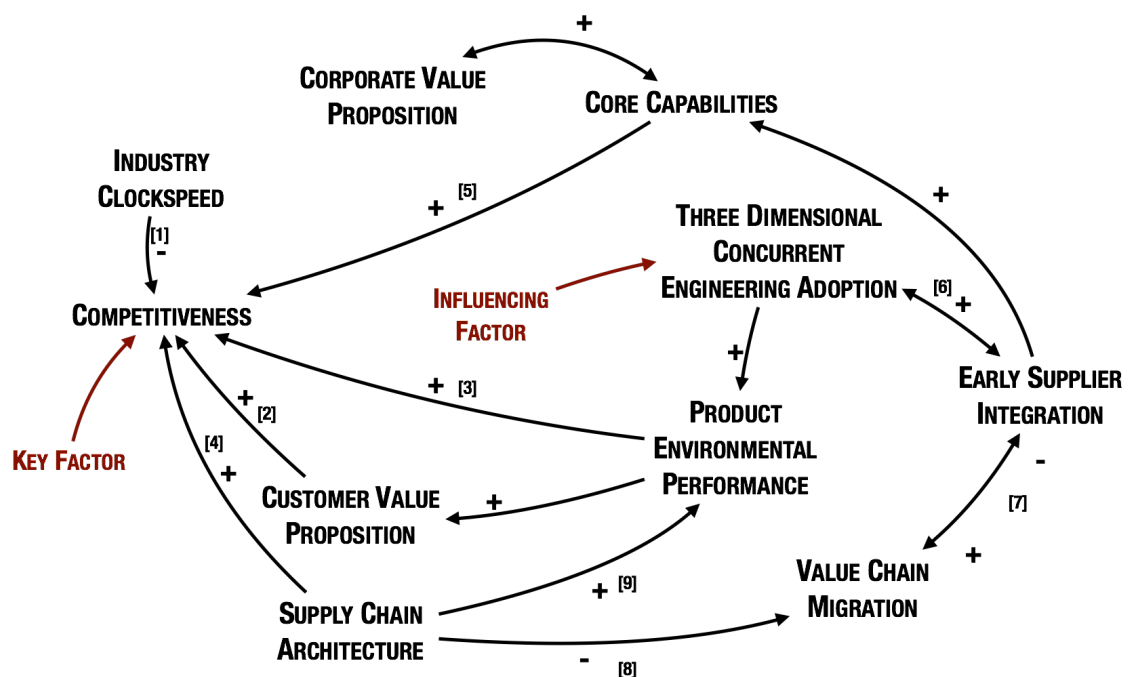 +
CORPORATE VALUE
PROPOSITION
CORE CAPABILITIES
INDUSTRY
CLOCKSPEED
[1]
-
+ [5]
+
THREE DIMENSIONAL
CONCURRENT
ENGINEERING ADOPTION
INFLUENCING
FACTOR
[6]
+
COMPETITIVENESS
+
EARLY SUPPLIER
INTEGRATION
+ [3]
+
[2]
PRODUCT
ENVIRONMENTAL
PERFORMANCE
KEY FACTOR
[4]
+
CUSTOMER VALUE
PROPOSITION
+
-
[7]
+
VALUE CHAIN
MIGRATION
+ [9]
SUPPLY CHAIN
ARCHITECTURE
- [8]